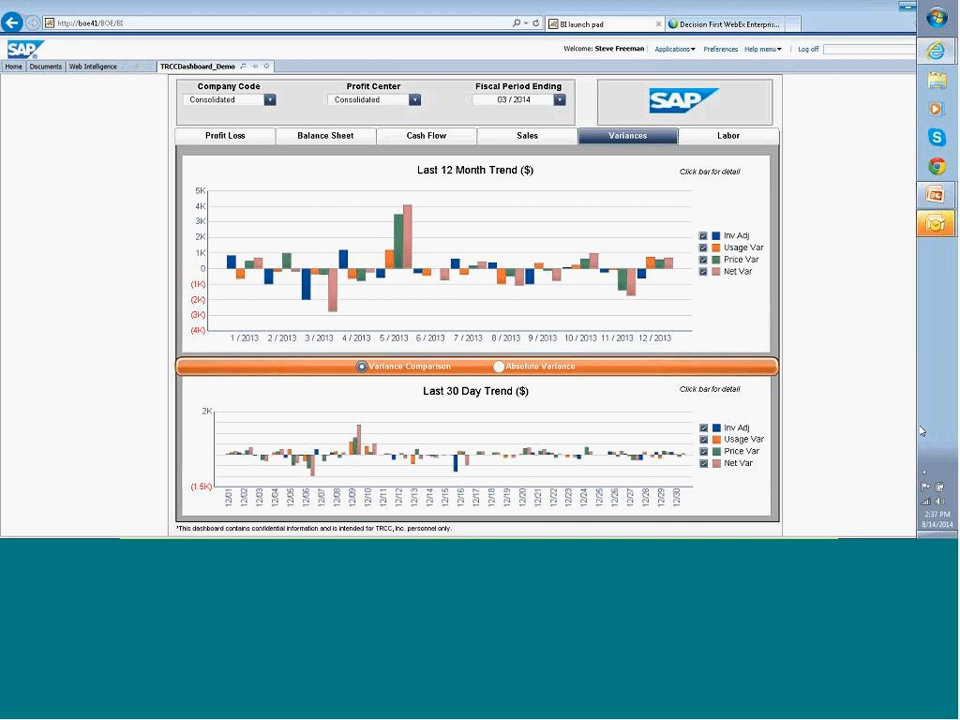 http://boe41/BOE/BI
BI launch pad
Decision First WebEx Enterpris...
SAP
Welcome: Steve Freeman
Applications
Preferences
Help menu
Log off
Home
Documents
Web Intelligence
TRCCDashboard_Demo
Company Code
Profit Center
Fiscal Period Ending
Consolidated
Consolidated
03 / 2014
SAP
Profit Loss
Balance Sheet
Cash Flow
Sales
Variances
Labor
Last 12 Month Trend ($)
Click bar for detail
5K
4K
3K
2K
1K
0
(1K)
(2K)
(3K)
(4K)
1 / 2013
2 / 2013
3 / 2013
4 / 2013
5 / 2013
6 / 2013
7 / 2013
8 / 2013
9 / 2013
10 / 2013
11 / 2013
12 / 2013
Inv Adj
Usage Var
Price Var
Net Var
Variance Comparison
Absolute Variance
Last 30 Day Trend ($)
Click bar for detail
2K
(1.5K)
12/01
12/02
12/03
12/04
12/05
12/06
12/07
12/08
12/09
12/10
12/11
12/12
12/13
12/14
12/15
12/16
12/17
12/18
12/19
12/20
12/21
12/22
12/23
12/24
12/25
12/26
12/27
12/28
12/29
12/30
Inv Adj
Usage Var
Price Var
Net Var
*This dashboard contains confidential information and is intended for TRCC, Inc. personnel only.
2:37 PM
8/14/2014